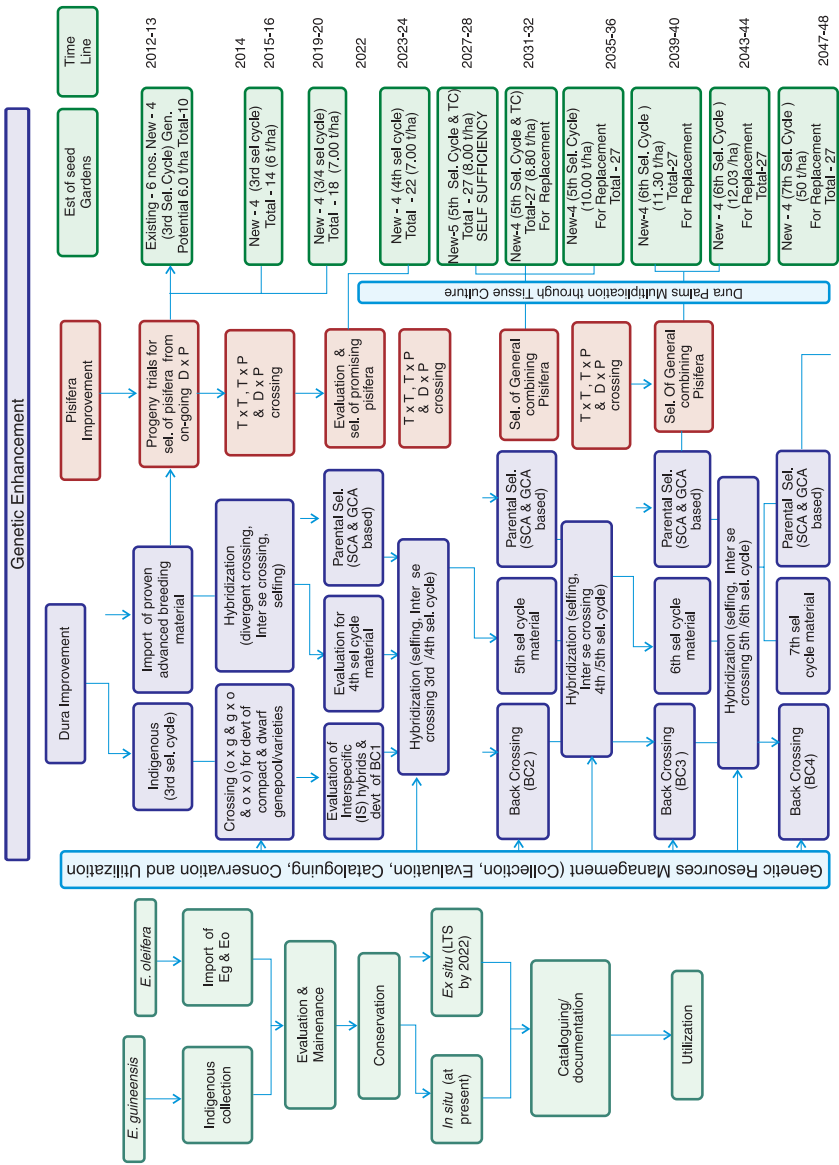 Genetic Enhancement
Dura Improvement
Pisifera
Improvement
Est of seed
Gardens
Time
Line
E. guineensis
E. oleifera
Indigenous
collection
Import of
Eg & Eo
Evaluation &
Mainenance
Conservation
In situ (at
present)
Ex situ (LTS
by 2022)
Cataloguing/
documentation
Utilization
Genetic Resources Management (Collection, Evaluation, Cataloguing, Conservation and Utilization
Indigenous
(3rd sel. cycle)
Import of proven
advanced breeding
material
Progeny trials for
sel. of pisifera from
on-going D x P
Existing - 6 nos. New - 4
(3rd Sel. Cycle) Gen.
Potential 6.0 t/ha Total-10
2012-13
Crossing (o x g & g x o
& o x o) for devt of
compact & dwarf
genepool/varieties
Hybridization
(divergent crossing,
Inter se crossing,
selfing)
T x T , T x P
& D x P
crossing
New - 4 (3rd sel cycle)
Total - 14 (6 t/ha)
2014
2015-16
Evaluation of
Interspecific
(IS) hybrids &
devt. of BC1
Evaluation for
4th sel cycle
material
Parental Sel.
(SCA & GCA
based)
Evaluation &
sel. of promising
pisifera
New - 4 (3/4 sel cycle)
Total - 18 (7.00 t/ha)
2019-20
2022
Hybridization (selfing, Inter se
crossing 3rd /4th sel. cycle)
T x T , T x P
& D x P
crossing
New - 4 (4th sel cycle)
Total - 22 (7.00 t/ha)
2023-24
New-5 (5th Sel. Cycle & TC)
Total - 27 (8.00 t/ha)
SELF SUFFICIENCY
2027-28
Back Crossing
(BC2)
5th sel cycle
material
Parental Sel.
(SCA & GCA
based)
Sel. of General
combining
Pisifera
New-4 (5th Sel. Cycle & TC)
Total-27 (8.80 t/ha)
For Replacement
2031-32
Hybridization (selfing,
Inter se crossing
4th /5th sel. cycle)
T x T , T x P
& D x P
crossing
New-4 (5th Sel. Cycle)
(10.00 t/ha)
For Replacement
Total - 27
2035-36
Back Crossing
(BC3)
6th sel cycle
material
Parental Sel.
(SCA & GCA
based)
Sel. Of General
combining
Pisifera
New-4 (6th Sel. Cycle )
(11.30 t/ha)
Total-27
For Replacement
2039-40
Hybridization (selfing, Inter se
crossing 5th /6th sel. cycle)
New - 4 (6th Sel. Cycle )
(12.03 /ha)
For Replacement
Total-27
2043-44
Back Crossing
(BC4)
7th sel
cycle material
Parental Sel.
(SCA & GCA
based)
New - 4 (7th Sel. Cycle )
(50 t/ha)
For Replacement
Total - 27
2047-48
Dura Palms Multiplication through Tissue Culture